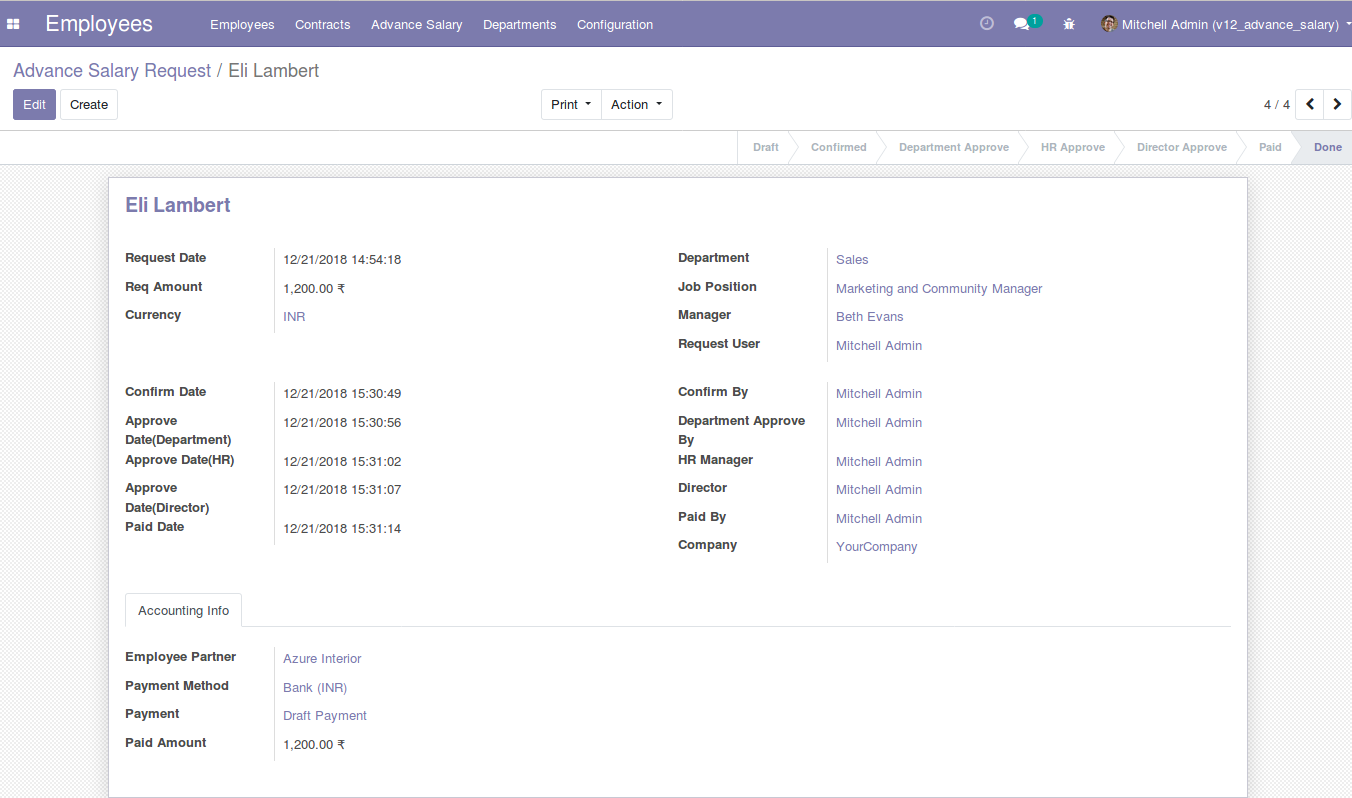 Employees Employees Contracts Advance Salary Departments Configuration 1 Mitchell Admin (v12_advance_salary)
Advance Salary Request / Eli Lambert
Edit Create Print Action 4 / 4
Draft Confirmed Department Approve HR Approve Director Approve Paid Done
Eli Lambert
Request Date 12/21/2018 14:54:18 Department Sales
Req Amount 1,200.00 ₹ Job Position Marketing and Community Manager
Currency INR Manager Beth Evans
Request User Mitchell Admin
Confirm Date 12/21/2018 15:30:49 Confirm By Mitchell Admin
Approve 12/21/2018 15:30:56 Department Approve Mitchell Admin
Date(Department) By
Approve Date(HR) 12/21/2018 15:31:02 HR Manager Mitchell Admin
Approve 12/21/2018 15:31:07 Director Mitchell Admin
Date(Director)
Paid By Mitchell Admin
Paid Date 12/21/2018 15:31:14
Company YourCompany
Accounting Info
Employee Partner Azure Interior
Payment Method Bank (INR)
Payment Draft Payment
Paid Amount 1,200.00 ₹